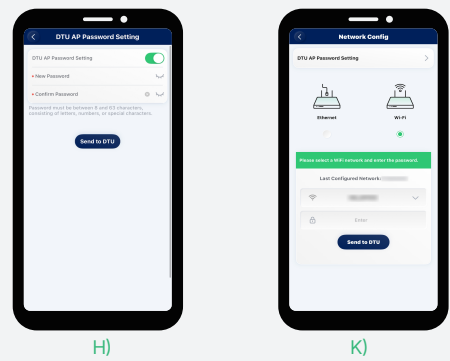 DTU AP Password Setting
DTU AP Password Setting
• New Password
• Confirm Password
Password must be between 8 and 63 characters,
consisting of letters, numbers, or special characters.
Send to DTU
H)
Network Config
DTU AP Password Setting
Ethernet
Wi-Fi
Please select a WiFi network and enter the password.
Last Configured Network:
Enter
Send to DTU
K)